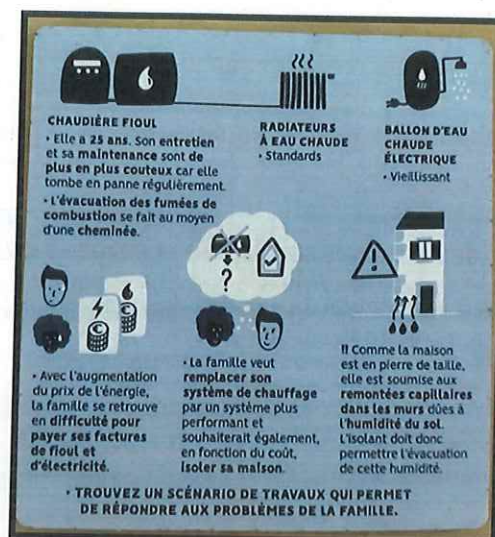 CHAUDIÈRE FIOUL
• Elle a 25 ans. Son entretien
et sa maintenance sont de
plus en plus couteux car elle
tombe en panne régulièrement.
• L'évacuation des fumées de
combustion se fait au moyen
d'une cheminée.
RADIATEURS
À EAU CHAUDE
• Standards
BALLON D'EAU
CHAUDE
ÉLECTRIQUE
• Vieillissant
?
• Avec l'augmentation
du prix de l'énergie,
la famille se retrouve
en difficulté pour
payer ses factures
de fioul et
d'électricité.
• La famille veut
remplacer son
système de chauffage
par un système plus
performant et
souhaiterait également,
en fonction du coût,
isoler sa maison.
!
!! Comme la maison
est en pierre de taille,
elle est soumise aux
remontées capillaires
dans les murs dûes à
l'humidité du sol.
L'isolant doit donc
permettre l'évacuation
de cette humidité.
• TROUVEZ UN SCÉNARIO DE TRAVAUX QUI PERMET
DE RÉPONDRE AUX PROBLÈMES DE LA FAMILLE.